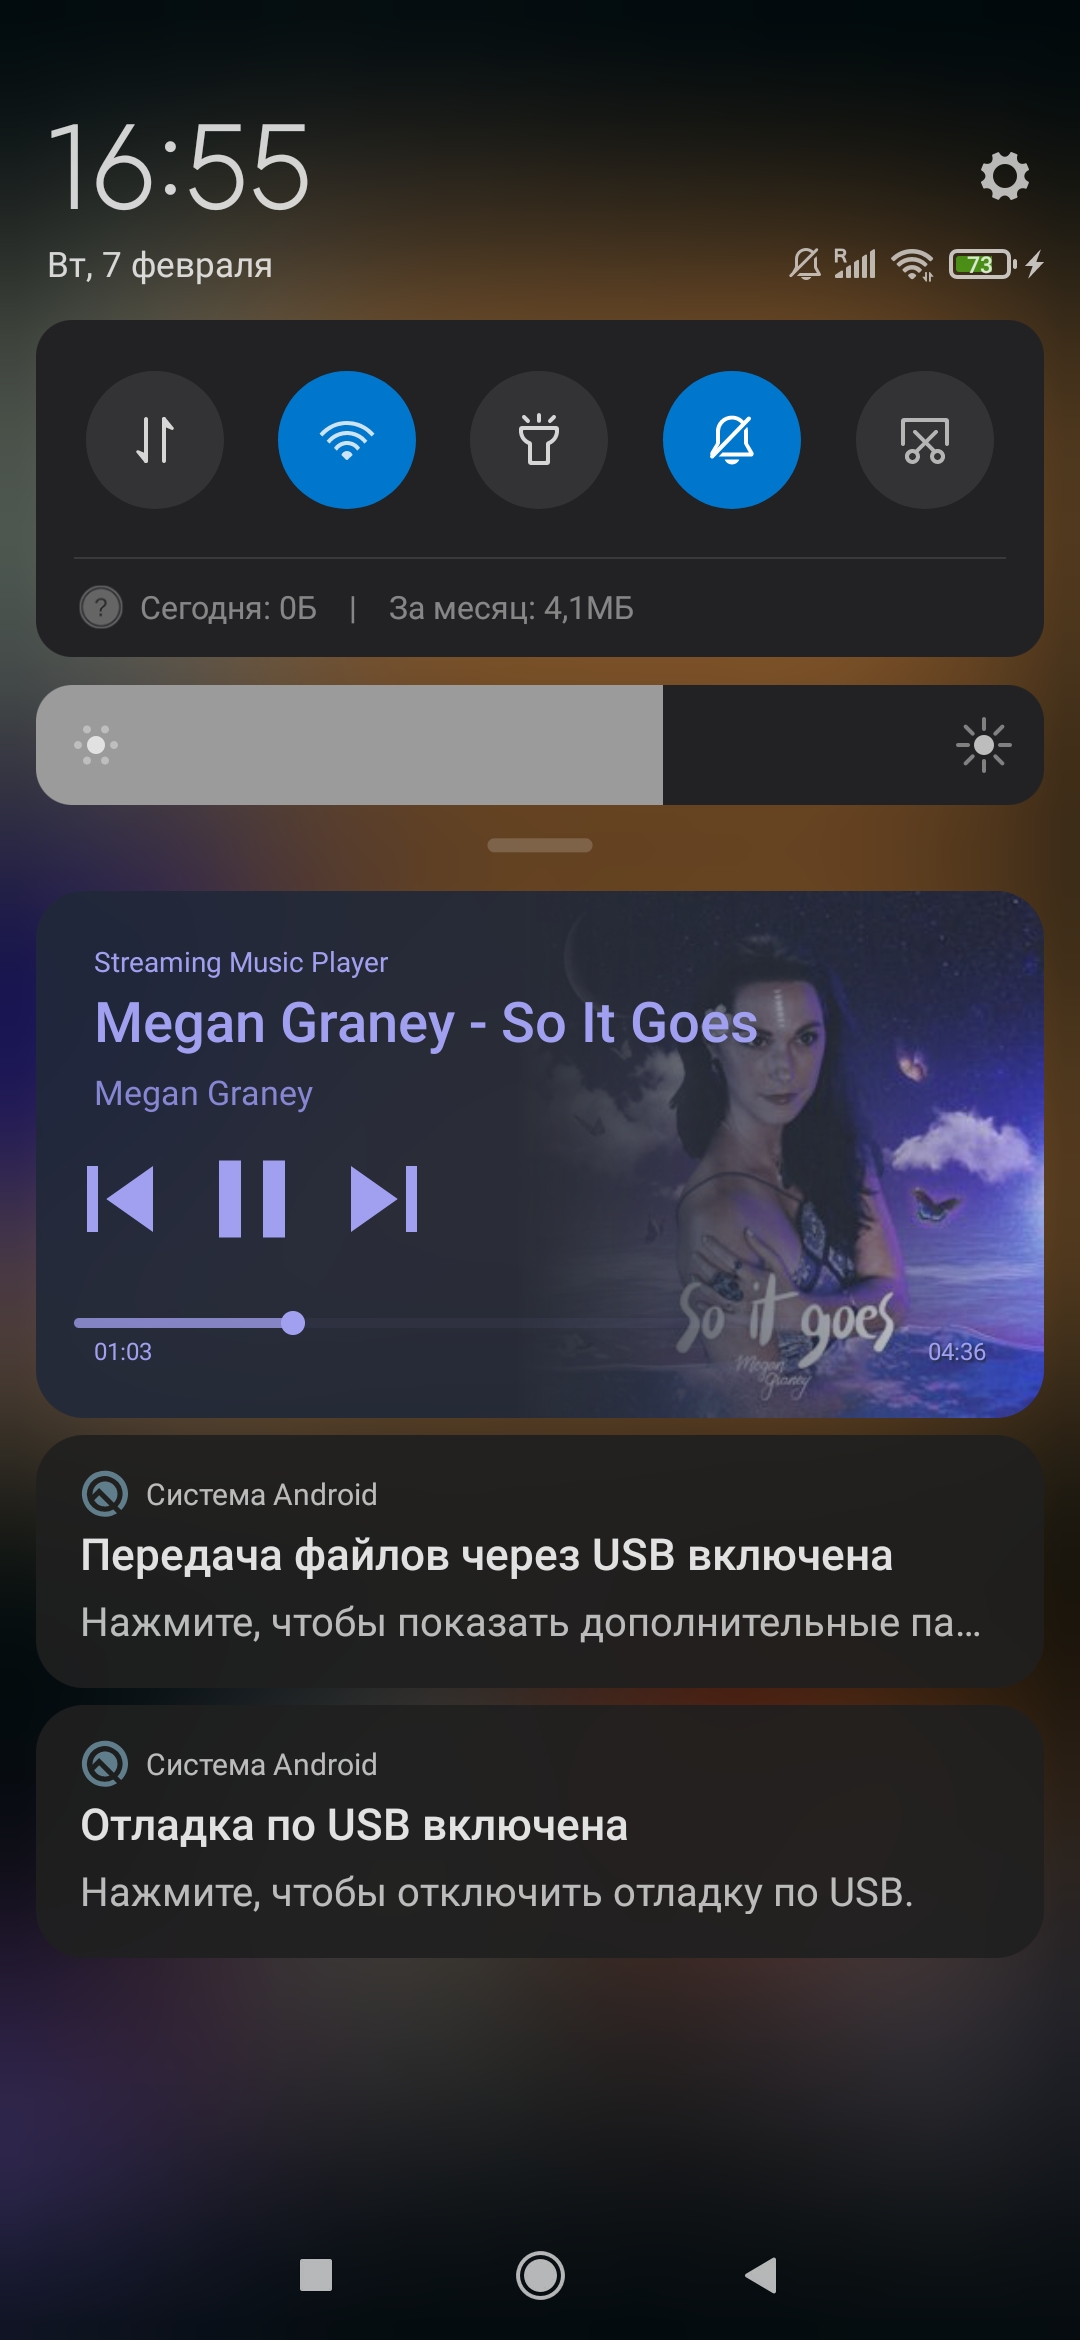 16:55
Вт, 7 февраля
R
73
? Сегодня: 0Б | За месяц: 4,1МБ
Streaming Music Player
Megan Graney - So It Goes
Megan Graney
So it goes
Megan
Graney
01:03
04:36
Система Android
Передача файлов через USB включена
Нажмите, чтобы показать дополнительные па...
Система Android
Отладка по USB включена
Нажмите, чтобы отключить отладку по USB.